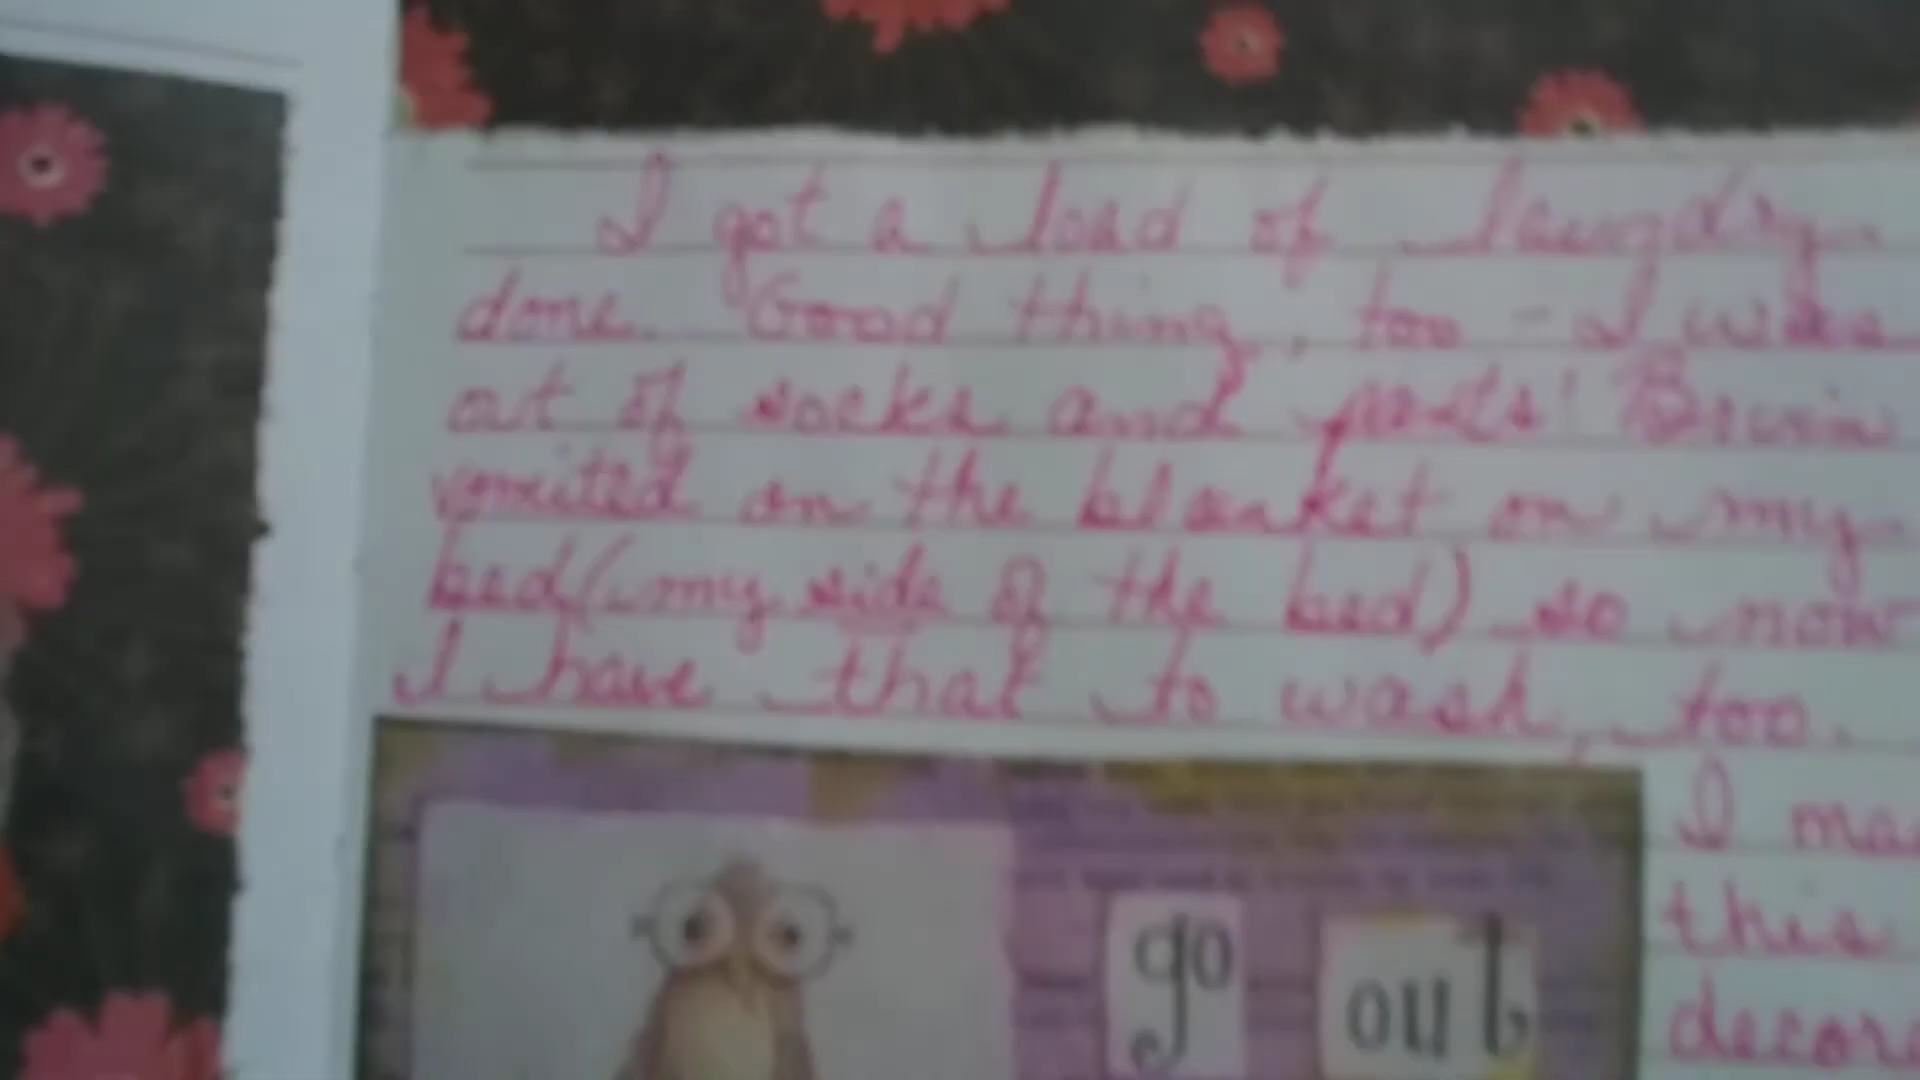 I got a load of laundry
done. Good thing, too - I was
out of socks and pants!
vomited on the blanket on my
bed (my side of the bed) so now
I have that to wash, too.
I
this
go out